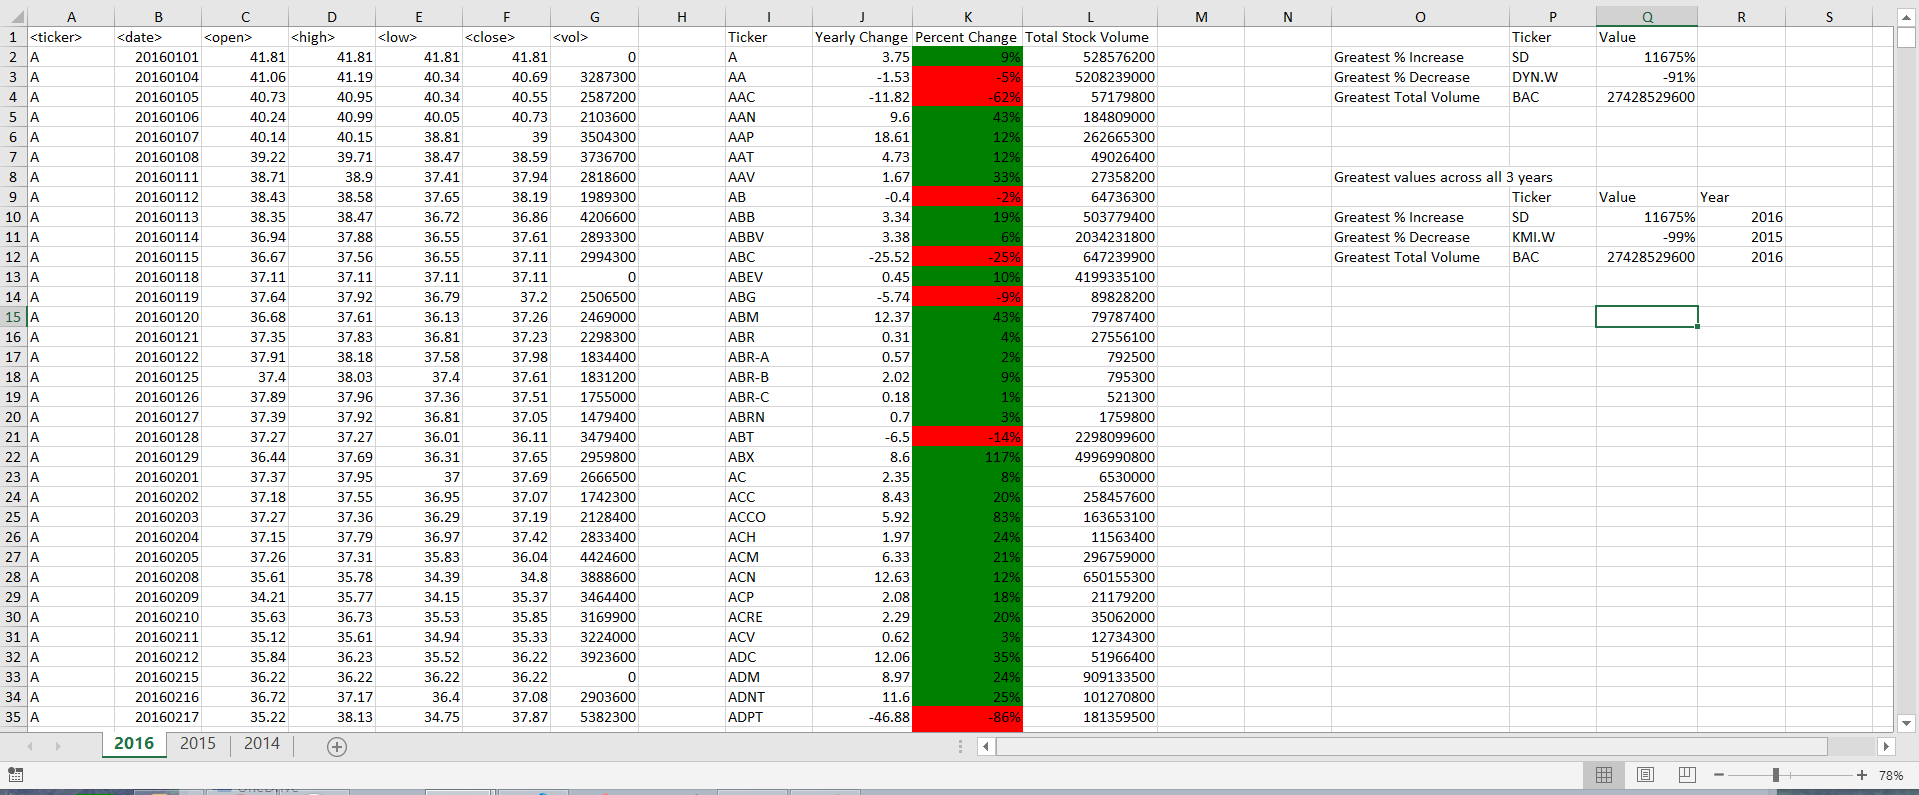 A B C D E F G H I J K L M N O P Q R S
1 <ticker> <date> <open> <high> <low> <close> <vol> Ticker Yearly Change Percent Change Total Stock Volume Ticker Value
2 A 20160101 41.81 41.81 41.81 41.81 0 A 3.75 9% 528576200 Greatest % Increase SD 11675%
3 A 20160104 41.06 41.19 40.34 40.69 3287300 AA -1.53 -5% 5208239000 Greatest % Decrease DYN.W -91%
4 A 20160105 40.73 40.95 40.34 40.55 2587200 AAC -11.82 -62% 57179800 Greatest Total Volume BAC 27428529600
5 A 20160106 40.24 40.99 40.05 40.73 2103600 AAN 9.6 43% 184809000
6 A 20160107 40.14 40.15 38.81 39 3504300 AAP 18.61 12% 262665300
7 A 20160108 39.22 39.71 38.47 38.59 3736700 AAT 4.73 12% 49026400
8 A 20160111 38.71 38.9 37.41 37.94 2818600 AAV 1.67 33% 27358200 Greatest values across all 3 years
9 A 20160112 38.43 38.58 37.65 38.19 1989300 AB -0.4 -2% 64736300 Ticker Value Year
10 A 20160113 38.35 38.47 36.72 36.86 4206600 ABB 3.34 19% 503779400 Greatest % Increase SD 11675% 2016
11 A 20160114 36.94 37.88 36.55 37.61 2893300 ABBV 3.38 6% 2034231800 Greatest % Decrease KMI.W -99% 2015
12 A 20160115 36.67 37.56 36.55 37.11 2994300 ABC -25.52 -25% 647239900 Greatest Total Volume BAC 27428529600 2016
13 A 20160118 37.11 37.11 37.11 37.11 0 ABEV 0.45 10% 4199335100
14 A 20160119 37.64 37.92 36.79 37.2 2506500 ABG -5.74 -9% 89828200
15 A 20160120 36.68 37.61 36.13 37.26 2469000 ABM 12.37 43% 79787400
16 A 20160121 37.35 37.83 36.81 37.23 2298300 ABR 0.31 4% 27556100
17 A 20160122 37.91 38.18 37.58 37.98 1834400 ABR-A 0.57 2% 792500
18 A 20160125 37.4 38.03 37.4 37.61 1831200 ABR-B 2.02 9% 795300
19 A 20160126 37.89 37.96 37.36 37.51 1755000 ABR-C 0.18 1% 521300
20 A 20160127 37.39 37.92 36.81 37.05 1479400 ABRN 0.7 3% 1759800
21 A 20160128 37.27 37.27 36.01 36.11 3479400 ABT -6.5 -14% 2298099600
22 A 20160129 36.44 37.69 36.31 37.65 2959800 ABX 8.6 117% 4996990800
23 A 20160201 37.37 37.95 37 37.69 2666500 AC 2.35 8% 6530000
24 A 20160202 37.18 37.55 36.95 37.07 1742300 ACC 8.43 20% 258457600
25 A 20160203 37.27 37.36 36.29 37.19 2128400 ACCO 5.92 83% 163653100
26 A 20160204 37.15 37.79 36.97 37.42 2833400 ACH 1.97 24% 11563400
27 A 20160205 37.26 37.31 35.83 36.04 4424600 ACM 6.33 21% 296759000
28 A 20160208 35.61 35.78 34.39 34.8 3888600 ACN 12.63 12% 650155300
29 A 20160209 34.21 35.77 34.15 35.37 3464400 ACP 2.08 18% 21179200
30 A 20160210 35.63 36.73 35.53 35.85 3169900 ACRE 2.29 20% 35062000
31 A 20160211 35.12 35.61 34.94 35.33 3224000 ACV 0.62 3% 12734300
32 A 20160212 35.84 36.23 35.52 36.22 3923600 ADC 12.06 35% 51966400
33 A 20160215 36.22 36.22 36.22 36.22 0 ADM 8.97 24% 909133500
34 A 20160216 36.72 37.17 36.4 37.08 2903600 ADNT 11.6 25% 101270800
35 A 20160217 35.22 38.13 34.75 37.87 5382300 ADPT -46.88 -86% 181359500
2016 2015 2014
78%